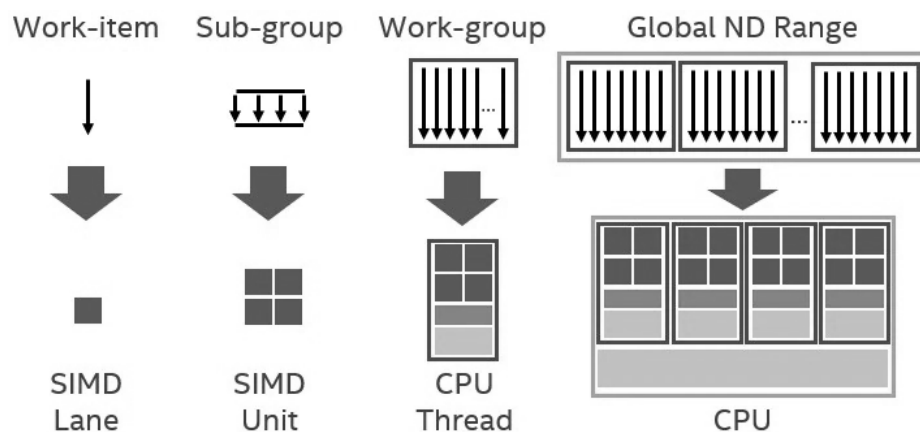 Work-item
Sub-group
Work-group
Global ND Range
...
...
SIMD
Lane
SIMD
Unit
CPU
Thread
CPU